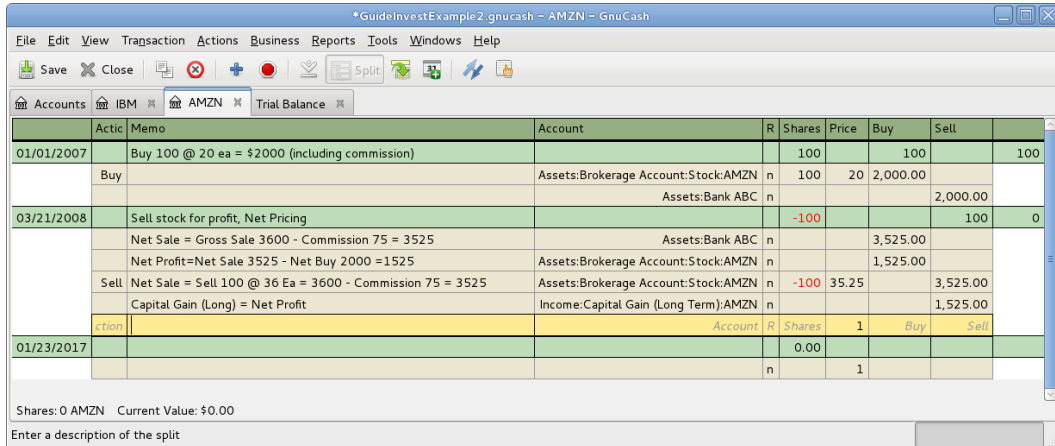 *GuideInvestExample2.gnucash – AMZN – GnuCash
File Edit View Transaction Actions Business Reports Tools Windows Help
Save Close Split 31
Accounts IBM AMZN Trial Balance
Actic Memo Account R Shares Price Buy Sell
01/01/2007 Buy 100 @ 20 ea = $2000 (including commission) 100 100 100
Buy Assets:Brokerage Account:Stock:AMZN n 100 20 2,000.00
Assets:Bank ABC n 2,000.00
03/21/2008 Sell stock for profit, Net Pricing -100 100 0
Net Sale = Gross Sale 3600 - Commission 75 = 3525 Assets:Bank ABC n 3,525.00
Net Profit=Net Sale 3525 - Net Buy 2000 =1525 Assets:Brokerage Account:Stock:AMZN n 1,525.00
Sell Net Sale = Sell 100 @ 36 Ea = 3600 - Commission 75 = 3525 Assets:Brokerage Account:Stock:AMZN n -100 35.25 3,525.00
Capital Gain (Long) = Net Profit Income:Capital Gain (Long Term):AMZN n 1,525.00
ction Account R Shares 1 Buy Sell
01/23/2017 0.00
n 1
Shares: 0 AMZN Current Value: $0.00
Enter a description of the split